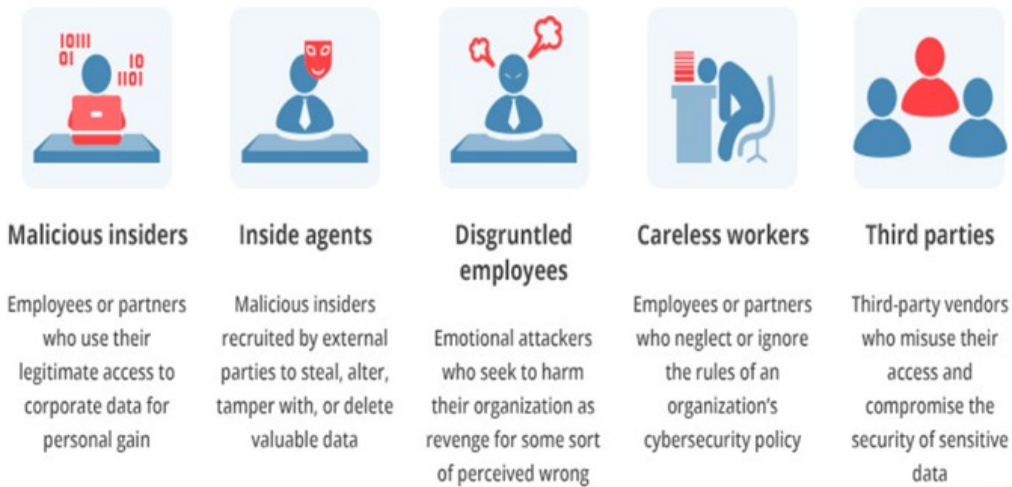 10111
01
10
1101
Malicious insiders
Employees or partners
who use their
legitimate access to
corporate data for
personal gain
Inside agents
Malicious insiders
recruited by external
parties to steal, alter,
tamper with, or delete
valuable data
Disgruntled
employees
Emotional attackers
who seek to harm
their organization as
revenge for some sort
of perceived wrong
Careless workers
Employees or partners
who neglect or ignore
the rules of an
organization's
cybersecurity policy
Third parties
Third-party vendors
who misuse their
access and
compromise the
security of sensitive
data